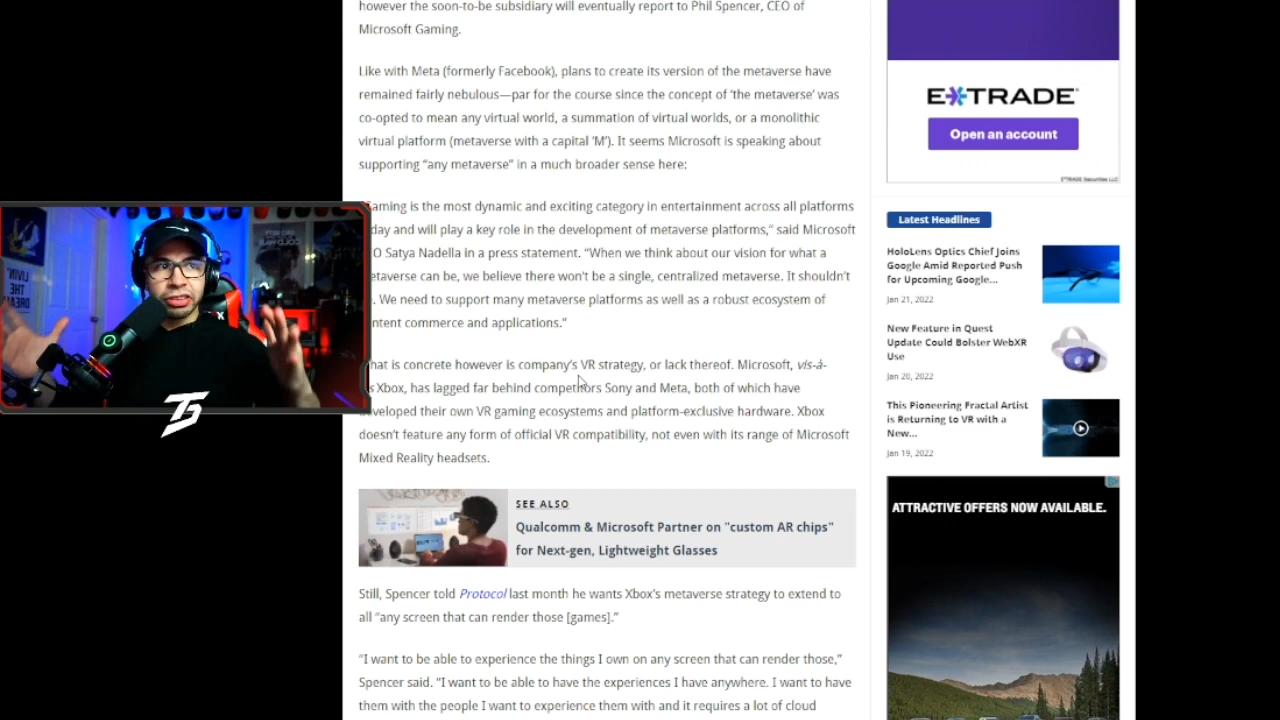 however the soon-to-be subsidiary will eventually report to Phil Spencer, CEO of
Microsoft Gaming.
Like with Meta (formerly Facebook), plans to create its version of the metaverse have
remained fairly nebulous—par for the course since the concept of ‘the metaverse’ was
co-opted to mean any virtual world, a summation of virtual worlds, or a monolithic
virtual platform (metaverse with a capital ‘M’). It seems Microsoft is speaking about
supporting “any metaverse” in a much broader sense here:
aming is the most dynamic and exciting category in entertainment across all platforms
day and will play a key role in the development of metaverse platforms,” said Microsoft
O Satya Nadella in a press statement. “When we think about our vision for what a
etaverse can be, we believe there won’t be a single, centralized metaverse. It shouldn’t
. We need to support many metaverse platforms as well as a robust ecosystem of
ntent commerce and applications.”
hat is concrete however is company’s VR strategy, or lack thereof. Microsoft, vis-à-
s Xbox, has lagged far behind competitors Sony and Meta, both of which have
veloped their own VR gaming ecosystems and platform-exclusive hardware. Xbox
doesn’t feature any form of official VR compatibility, not even with its range of Microsoft
Mixed Reality headsets.
SEE ALSO
Qualcomm & Microsoft Partner on "custom AR chips"
for Next-gen, Lightweight Glasses
Still, Spencer told Protocol last month he wants Xbox’s metaverse strategy to extend to
all “any screen that can render those [games].”
“I want to be able to experience the things I own on any screen that can render those,”
Spencer said. “I want to be able to have the experiences I have anywhere. I want to have
them with the people I want to experience them with and it requires a lot of cloud
E*TRADE
Open an account
E*TRADE Securities LLC
Latest Headlines
HoloLens Optics Chief Joins
Google Amid Reported Push
for Upcoming Google...
Jan 21, 2022
New Feature in Quest
Update Could Bolster WebXR
Use
Jan 20, 2022
This Pioneering Fractal Artist
is Returning to VR with a
New...
Jan 19, 2022
ATTRACTIVE OFFERS NOW AVAILABLE.
LIVIN'
THE
DREAM